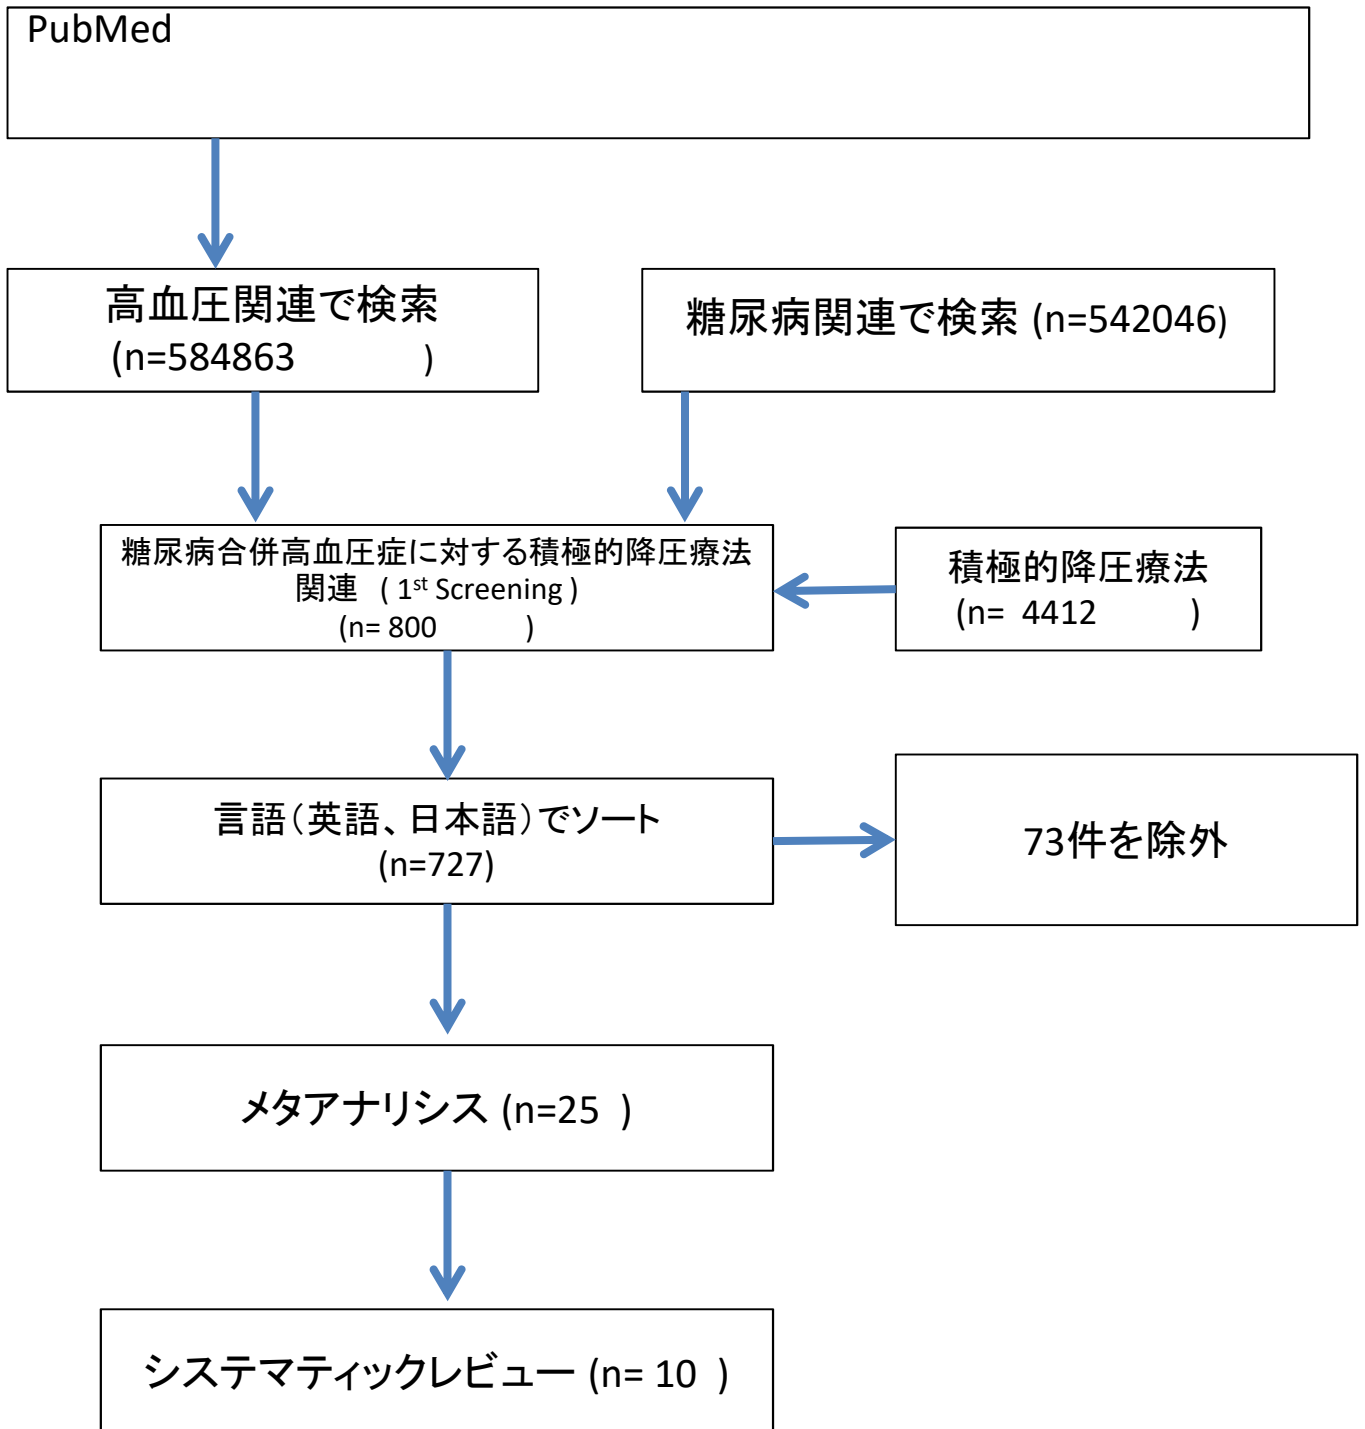 PubMed
高血圧関連で検索
(n=584863 )
糖尿病関連で検索 (n=542046)
糖尿病合併高血圧症に対する積極的降圧療法
関連 ( 1st Screening )
(n= 800 )
積極的降圧療法
(n= 4412 )
言語（英語、日本語）でソート
(n=727)
73件を除外
メタアナリシス (n=25 )
システマティックレビュー (n= 10 )